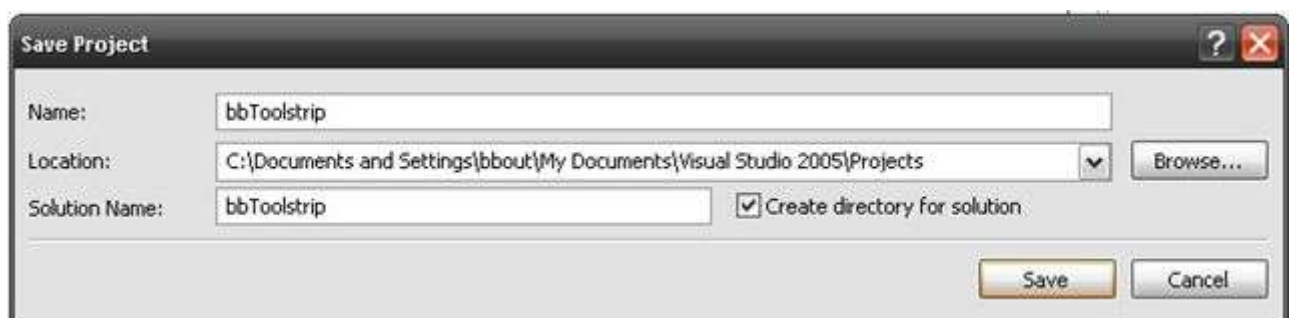 Save Project
Name: bbToolstrip
Location: C:\Documents and Settings\bbout\My Documents\Visual Studio 2005\Projects Browse...
Solution Name: bbToolstrip Create directory for solution
Save Cancel